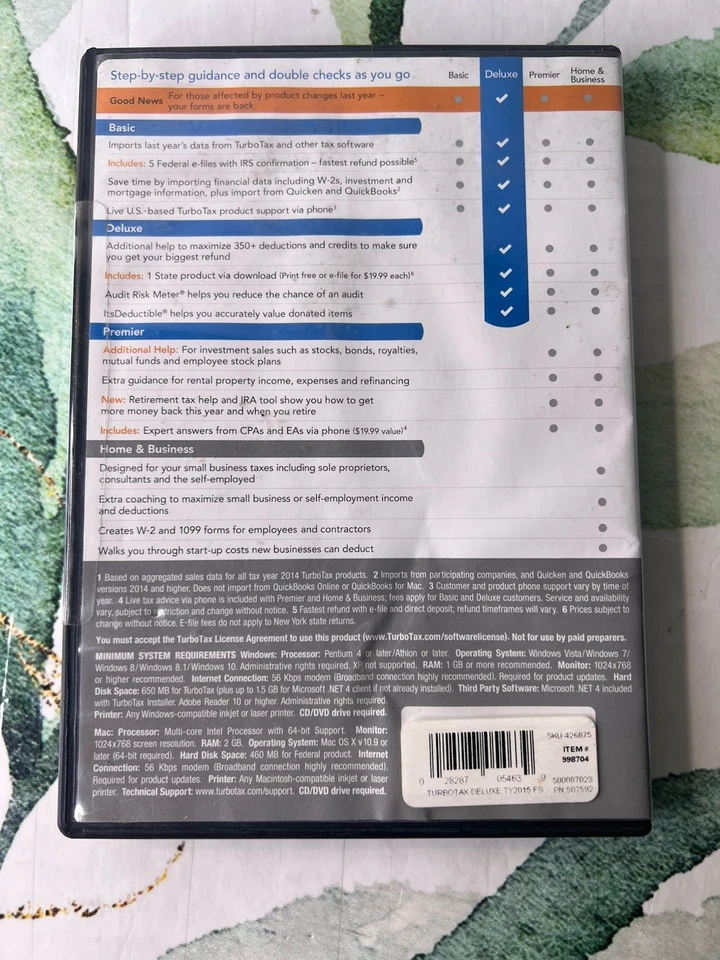 Step-by-step guidance and double checks as you go Basic Deluxe Premier Home & Business
Good News For those affected by product changes last year –
your forms are back
Basic
Imports last year's data from TurboTax and other tax software
Includes: 5 Federal e-files with IRS confirmation – fastest refund possible⁵
Save time by importing financial data including W-2s, investment and
mortgage information, plus import from Quicken and QuickBooks²
Live U.S.-based TurboTax product support via phone³
Deluxe
Additional help to maximize 350+ deductions and credits to make sure
you get your biggest refund
Includes: 1 State product via download (Print free or e-file for $19.99 each)⁶
Audit Risk Meter® helps you reduce the chance of an audit
ItsDeductible® helps you accurately value donated items
Premier
Additional Help: For investment sales such as stocks, bonds, royalties,
mutual funds and employee stock plans
Extra guidance for rental property income, expenses and refinancing
New: Retirement tax help and IRA tool show you how to get
more money back this year and when you retire
Includes: Expert answers from CPAs and EAs via phone ($19.99 value)⁴
Home & Business
Designed for your small business taxes including sole proprietors,
consultants and the self-employed
Extra coaching to maximize small business or self-employment income
and deductions
Creates W-2 and 1099 forms for employees and contractors
Walks you through start-up costs new businesses can deduct
1 Based on aggregated sales data for all tax year 2014 TurboTax products. 2 Imports from participating companies, and Quicken and QuickBooks
versions 2014 and higher. Does not import from QuickBooks Online or QuickBooks for Mac. 3 Customer and product phone support vary by time of
year. 4 Live tax advice via phone is included with Premier and Home & Business; fees apply for Basic and Deluxe customers. Service and availability
vary, subject to restriction and change without notice. 5 Fastest refund with e-file and direct deposit; refund timeframes will vary. 6 Prices subject to
change without notice. E-file fees do not apply to New York state returns.
You must accept the TurboTax License Agreement to use this product (www.TurboTax.com/softwarelicense). Not for use by paid preparers.
MINIMUM SYSTEM REQUIREMENTS Windows: Processor: Pentium 4 or later/Athlon or later. Operating System: Windows Vista/Windows 7/
Windows 8/Windows 8.1/Windows 10. Administrative rights required. XP not supported. RAM: 1 GB or more recommended. Monitor: 1024x768
or higher recommended. Internet Connection: 56 Kbps modem (Broadband connection highly recommended). Required for product updates. Hard
Disk Space: 650 MB for TurboTax (plus up to 1.5 GB for Microsoft .NET 4 client if not already installed). Third Party Software: Microsoft .NET 4 included
with TurboTax Installer. Adobe Reader 10 or higher. Administrative rights required.
Printer: Any Windows-compatible inkjet or laser printer. CD/DVD drive required.
Mac: Processor: Multi-core Intel Processor with 64-bit Support. Monitor:
1024x768 screen resolution. RAM: 2 GB. Operating System: Mac OS X v10.9 or
later (64-bit required). Hard Disk Space: 460 MB for Federal product. Internet
Connection: 56 Kbps modem (Broadband connection highly recommended).
Required for product updates. Printer: Any Macintosh-compatible inkjet or laser
printer. Technical Support: www.turbotax.com/support. CD/DVD drive required.
SKU 426875
ITEM #
998704
0 28287 05463 9 500087023
TURBOTAX DELUXE TY2015 FS PN 507592